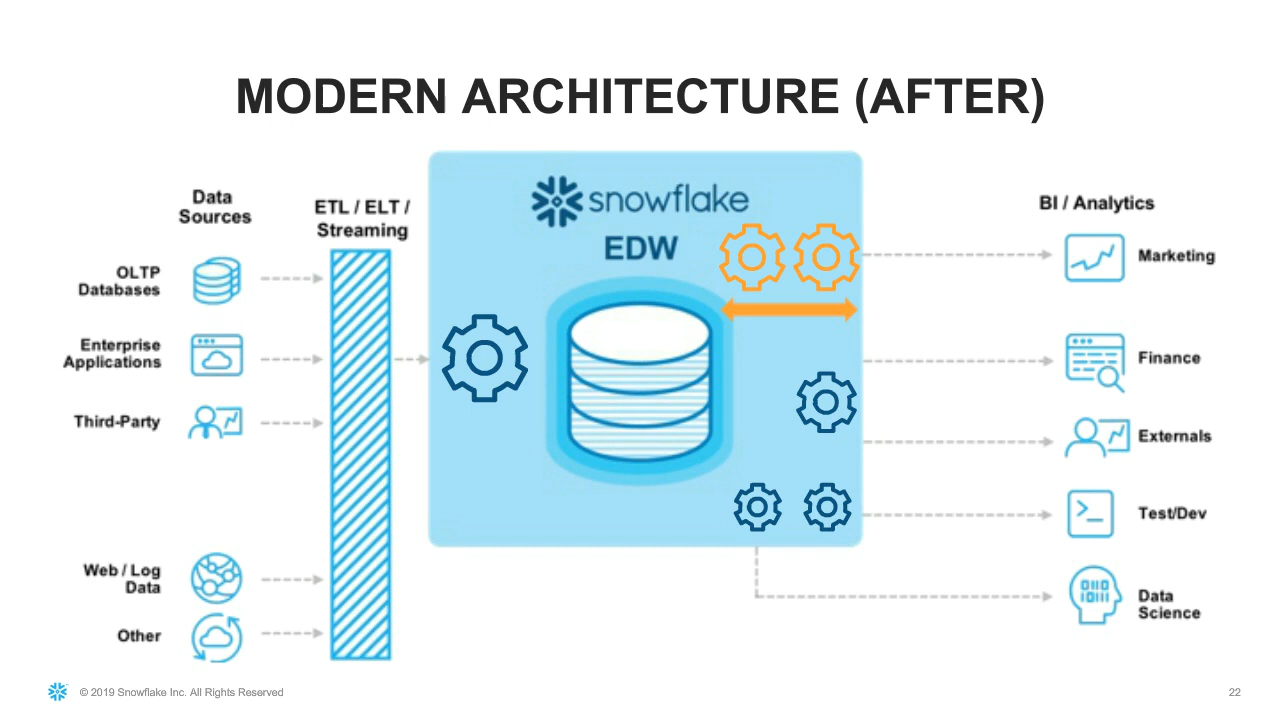 MODERN ARCHITECTURE (AFTER)
Data
Sources
OLTP
Databases
Enterprise
Applications
Third-Party
Web / Log
Data
Other
ETL / ELT /
Streaming
snowflake
EDW
BI / Analytics
Marketing
Finance
Externals
Test/Dev
Data
Science
© 2019 Snowflake Inc. All Rights Reserved
22